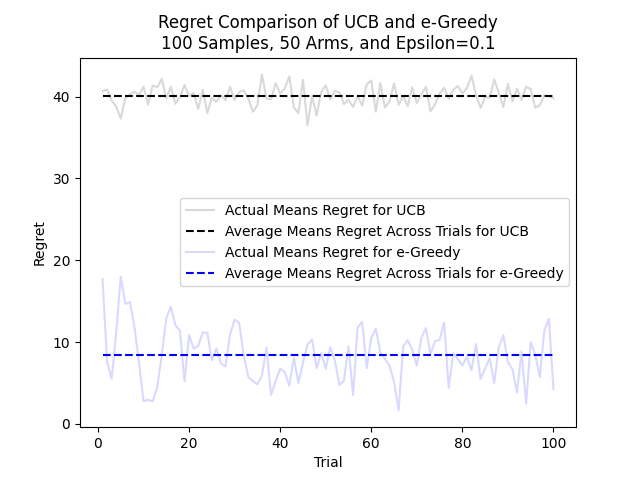 Regret Comparison of UCB and e-Greedy
100 Samples, 50 Arms, and Epsilon=0.1
40
30
20
10
0
Regret
Actual Means Regret for UCB
Average Means Regret Across Trials for UCB
Actual Means Regret for e-Greedy
Average Means Regret Across Trials for e-Greedy
0 20 40 60 80 100
Trial